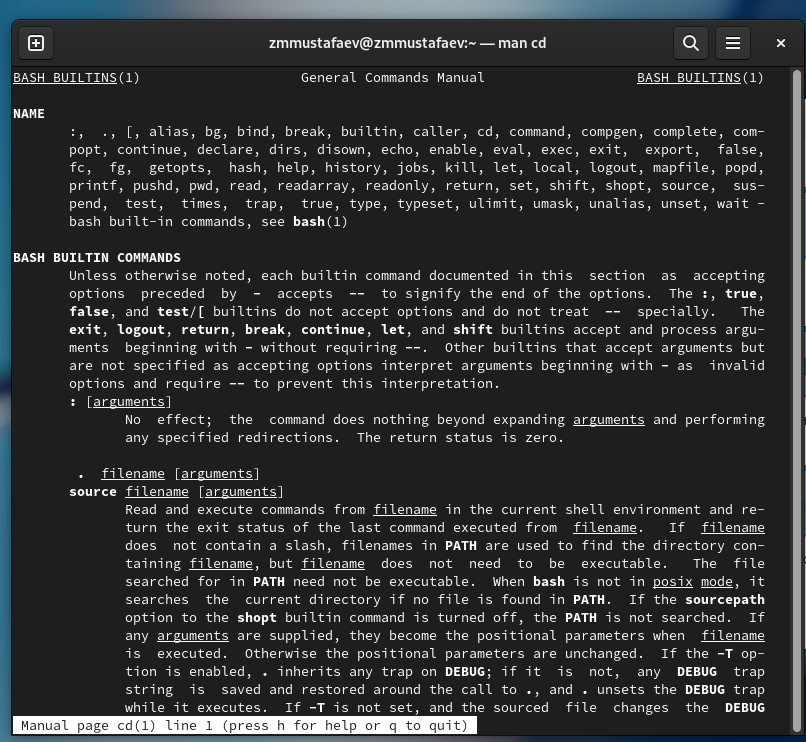 zmmustafaev@zmmustafaev:~ — man cd
BASH_BUILTINS(1) General Commands Manual BASH_BUILTINS(1)
NAME
:, ., [, alias, bg, bind, break, builtin, caller, cd, command, compgen, complete, com-
popt, continue, declare, dirs, disown, echo, enable, eval, exec, exit, export, false,
fc, fg, getopts, hash, help, history, jobs, kill, let, local, logout, mapfile, popd,
printf, pushd, pwd, read, readarray, readonly, return, set, shift, shopt, source, sus-
pend, test, times, trap, true, type, typeset, ulimit, umask, unalias, unset, wait -
bash built-in commands, see bash(1)
BASH BUILTIN COMMANDS
Unless otherwise noted, each builtin command documented in this section as accepting
options preceded by - accepts -- to signify the end of the options. The :, true,
false, and test/[ builtins do not accept options and do not treat -- specially. The
exit, logout, return, break, continue, let, and shift builtins accept and process argu-
ments beginning with - without requiring --. Other builtins that accept arguments but
are not specified as accepting options interpret arguments beginning with - as invalid
options and require -- to prevent this interpretation.
: [arguments]
No effect; the command does nothing beyond expanding arguments and performing
any specified redirections. The return status is zero.
. filename [arguments]
source filename [arguments]
Read and execute commands from filename in the current shell environment and re-
turn the exit status of the last command executed from filename. If filename
does not contain a slash, filenames in PATH are used to find the directory con-
taining filename, but filename does not need to be executable. The file
searched for in PATH need not be executable. When bash is not in posix mode, it
searches the current directory if no file is found in PATH. If the sourcepath
option to the shopt builtin command is turned off, the PATH is not searched. If
any arguments are supplied, they become the positional parameters when filename
is executed. Otherwise the positional parameters are unchanged. If the -T op-
tion is enabled, . inherits any trap on DEBUG; if it is not, any DEBUG trap
string is saved and restored around the call to ., and . unsets the DEBUG trap
while it executes. If -T is not set, and the sourced file changes the DEBUG
Manual page cd(1) line 1 (press h for help or q to quit)